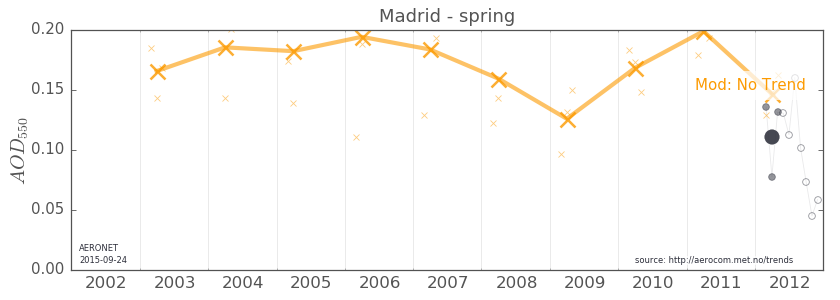 Madrid - spring
0.20
0.15
0.10
0.05
0.00
AOD550
Mod: No Trend
AERONET
2015-09-24
source: http://aerocom.met.no/trends
2002 2003 2004 2005 2006 2007 2008 2009 2010 2011 2012